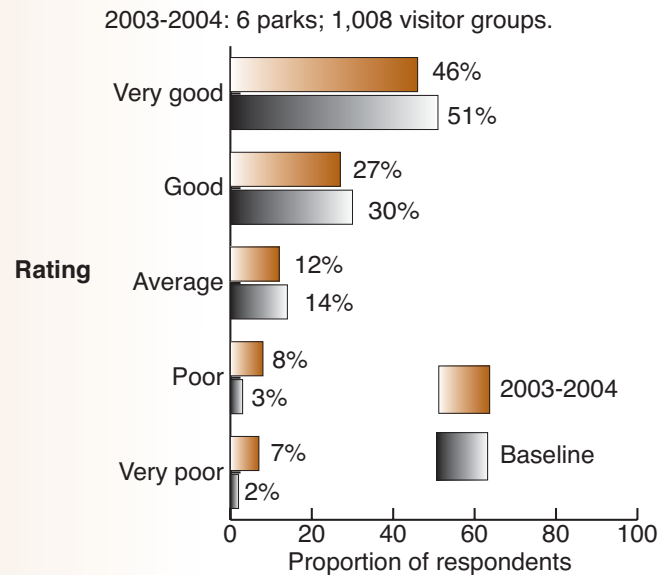 2003-2004: 6 parks; 1,008 visitor groups.
Rating
Very good
46%
51%
Good
27%
30%
Average
12%
14%
Poor
8%
3%
Very poor
7%
2%
2003-2004
Baseline
0 20 40 60 80 100
Proportion of respondents